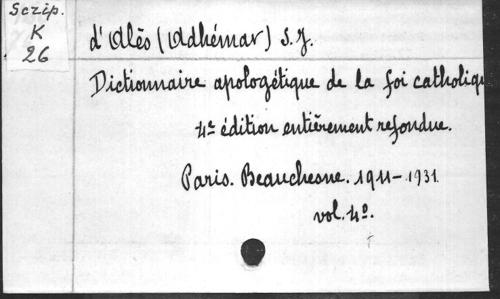 Scrip.
K
26
d'Alès (Adhémar) S.J.
Dictionnaire apologétique de la foi catholiqu
4e édition entièrement refondue.
Paris. Beauchesne. 1911-1931.
vol. 4º.